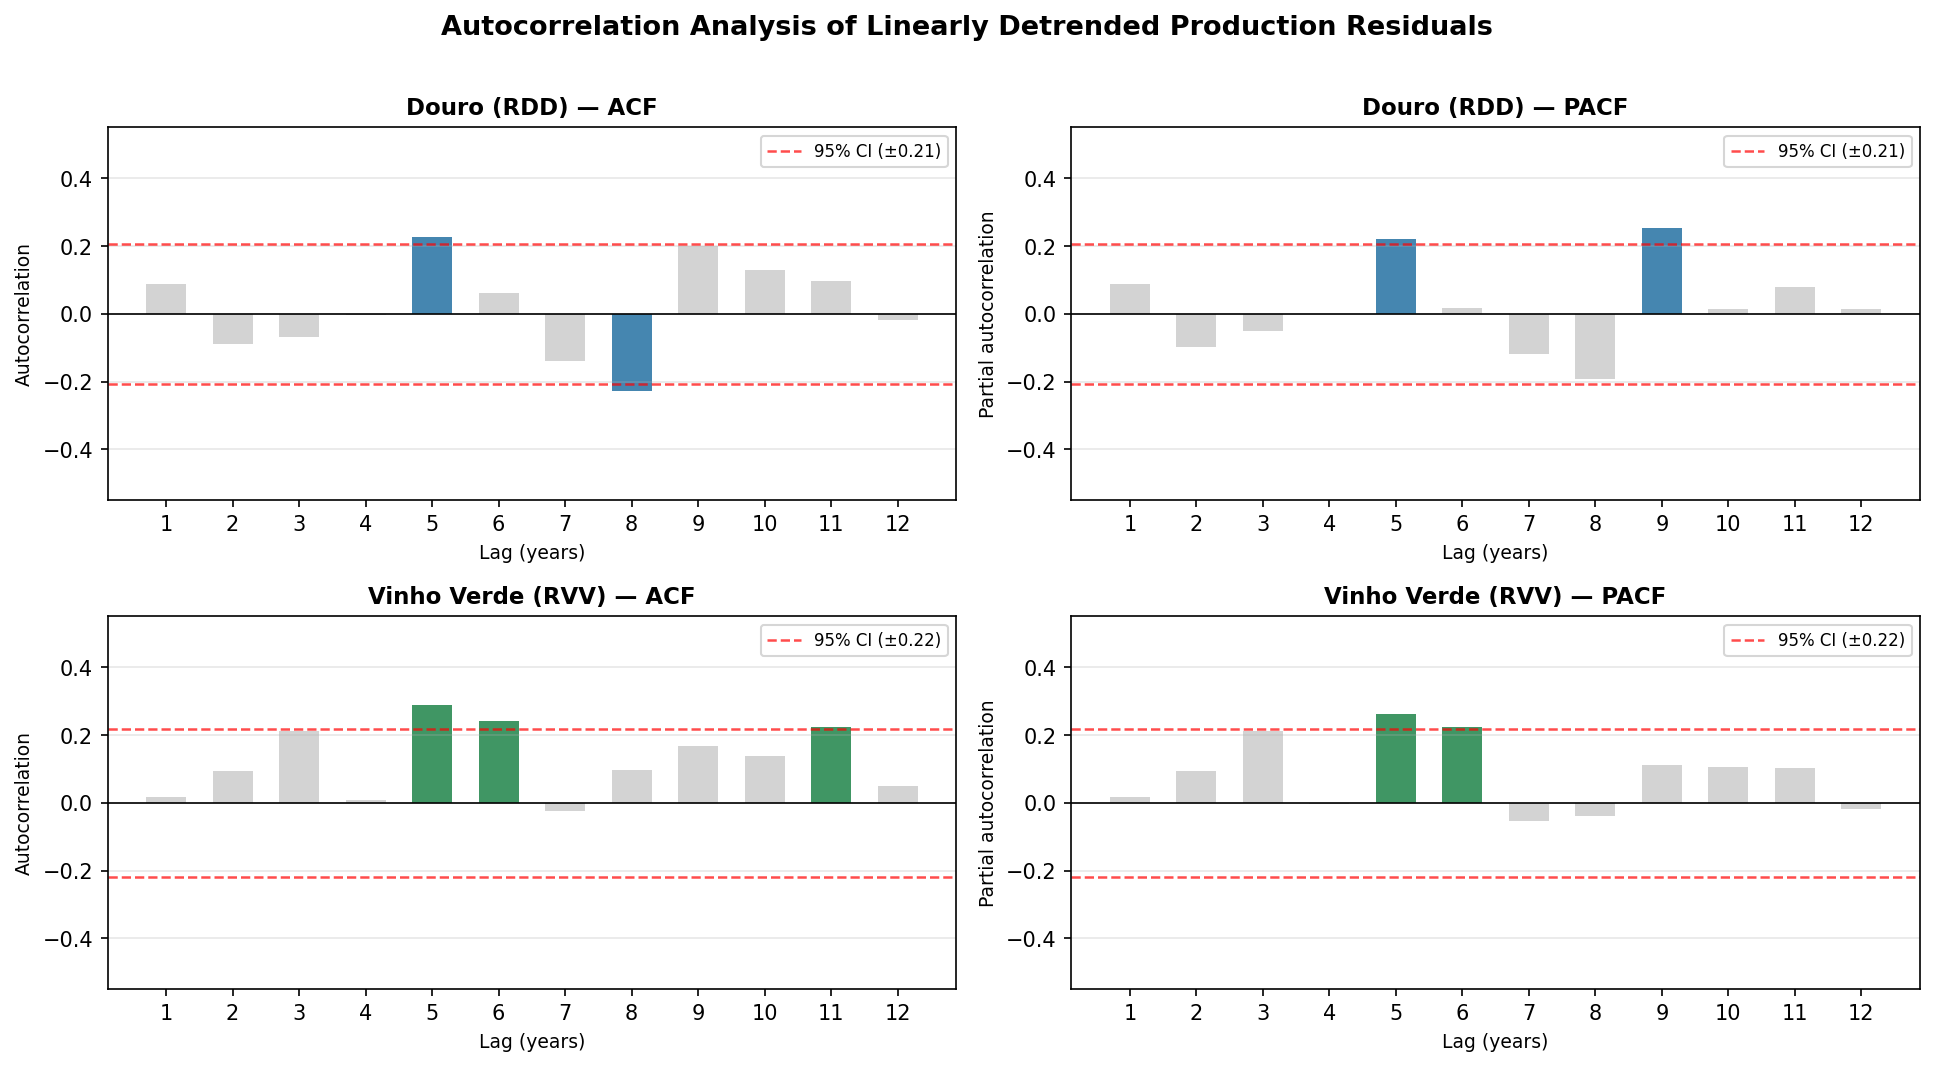 Autocorrelation Analysis of Linearly Detrended Production Residuals
Douro (RDD) — ACF
95% CI (±0.21)
Autocorrelation
0.4
0.2
0.0
−0.2
−0.4
1 2 3 4 5 6 7 8 9 10 11 12
Lag (years)
Douro (RDD) — PACF
95% CI (±0.21)
Partial autocorrelation
0.4
0.2
0.0
−0.2
−0.4
1 2 3 4 5 6 7 8 9 10 11 12
Lag (years)
Vinho Verde (RVV) — ACF
95% CI (±0.22)
Autocorrelation
0.4
0.2
0.0
−0.2
−0.4
1 2 3 4 5 6 7 8 9 10 11 12
Lag (years)
Vinho Verde (RVV) — PACF
95% CI (±0.22)
Partial autocorrelation
0.4
0.2
0.0
−0.2
−0.4
1 2 3 4 5 6 7 8 9 10 11 12
Lag (years)